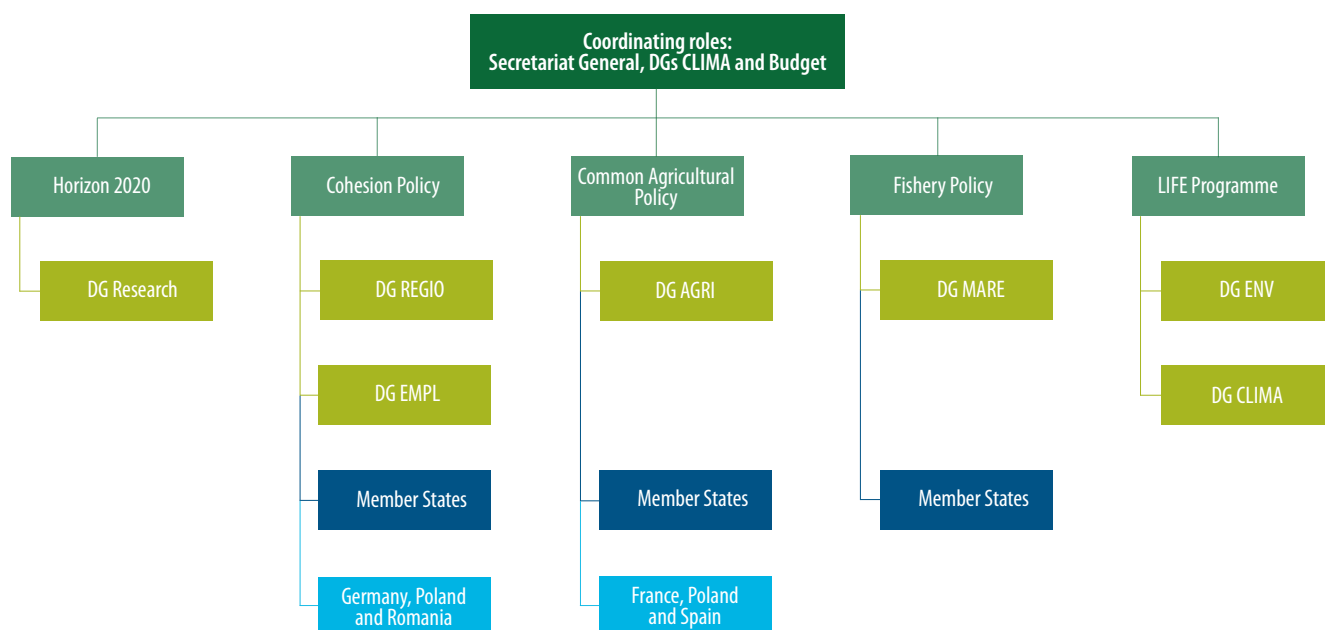 Coordinating roles:
Secretariat General, DGs CLIMA and Budget
Horizon 2020
Cohesion Policy
Common Agricultural
Policy
Fishery Policy
LIFE Programme
DG Research
DG REGIO
DG AGRI
DG MARE
DG ENV
DG EMPL
DG CLIMA
Member States
Member States
Member States
Germany, Poland
and Romania
France, Poland
and Spain